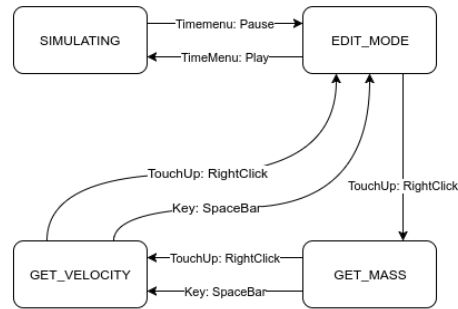 SIMULATING
Timemenu: Pause
EDIT_MODE
TimeMenu: Play
TouchUp: RightClick
TouchUp: RightClick
Key: SpaceBar
GET_VELOCITY
TouchUp: RightClick
GET_MASS
Key: SpaceBar